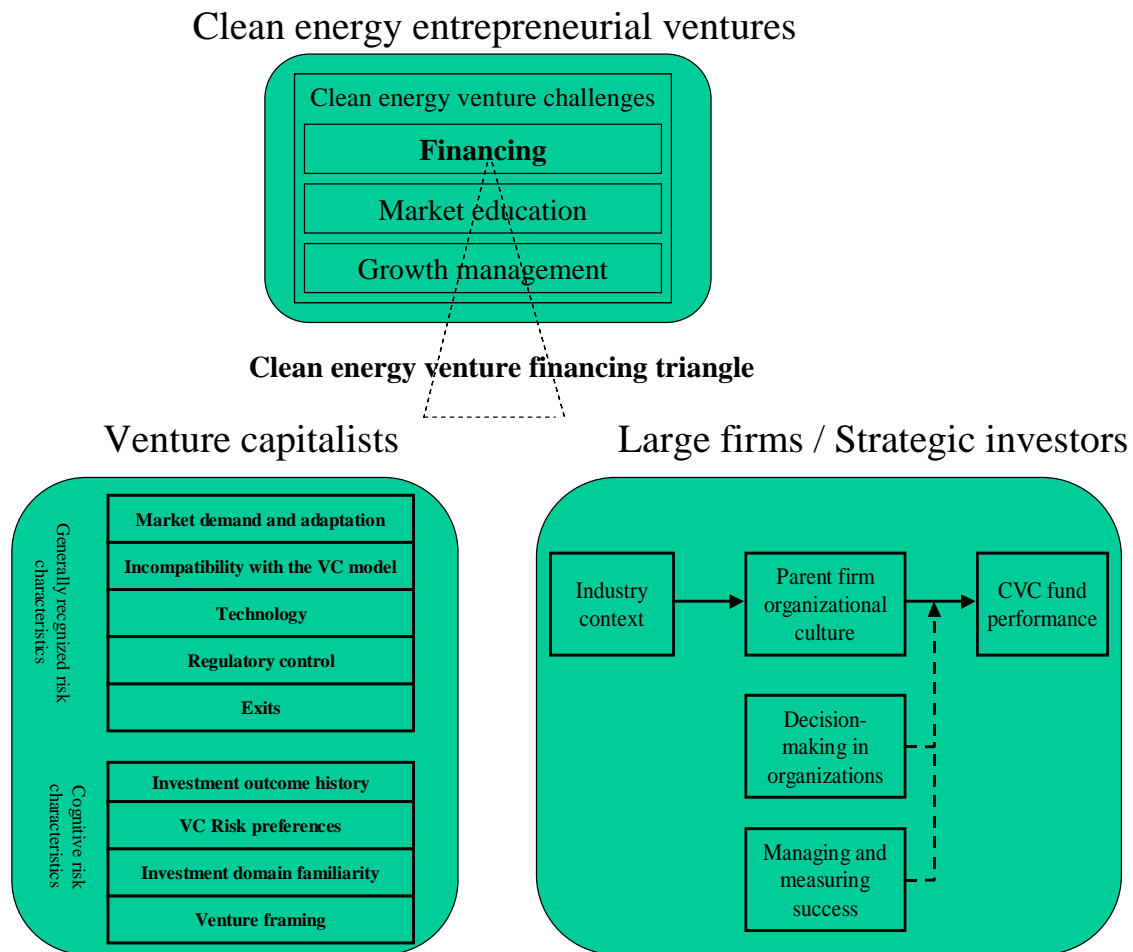 Clean energy entrepreneurial ventures
Clean energy venture challenges
Financing
Market education
Growth management
Clean energy venture financing triangle
Venture capitalists
Generally recognized risk
characteristics
Market demand and adaptation
Incompatibility with the VC model
Technology
Regulatory control
Exits
Cognitive risk
characteristics
Investment outcome history
VC Risk preferences
Investment domain familiarity
Venture framing
Large firms / Strategic investors
Industry
context
Parent firm
organizational
culture
CVC fund
performance
Decision-
making in
organizations
Managing and
measuring
success